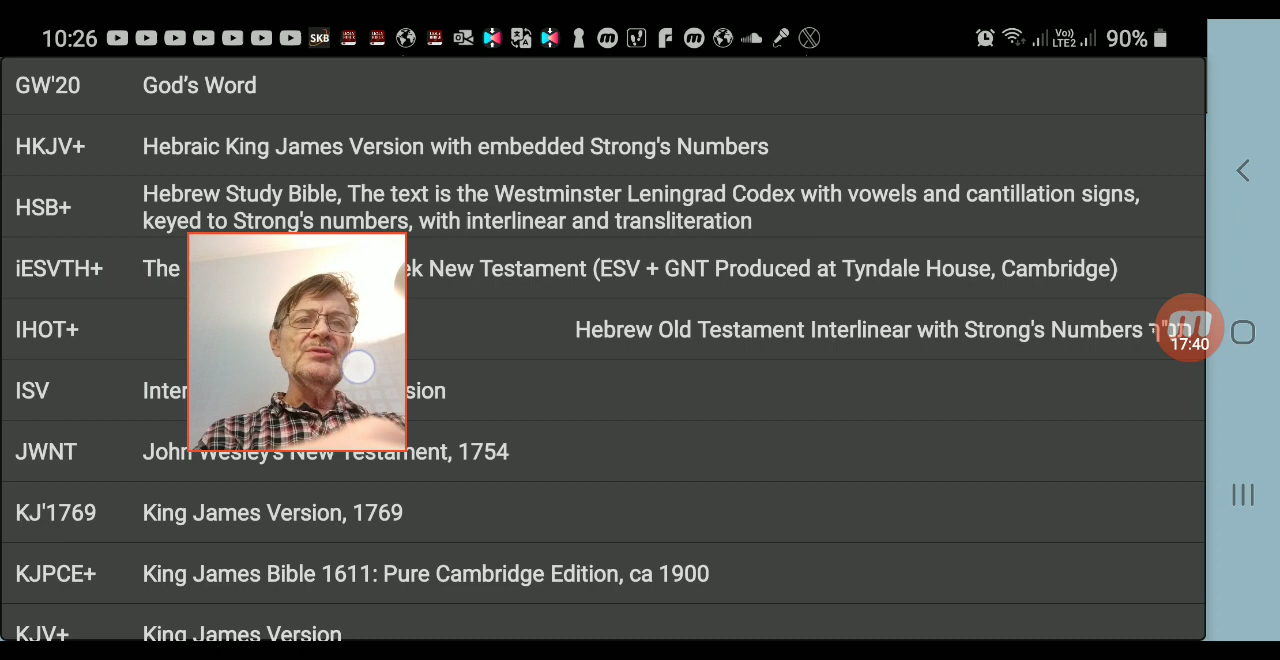 10:26 SKB 90%
Vo))
LTE2
GW'20 God’s Word
HKJV+ Hebraic King James Version with embedded Strong's Numbers
HSB+ Hebrew Study Bible, The text is the Westminster Leningrad Codex with vowels and cantillation signs,
keyed to Strong's numbers, with interlinear and transliteration
iESVTH+ The ek New Testament (ESV + GNT Produced at Tyndale House, Cambridge)
IHOT+ Hebrew Old Testament Interlinear with Strong's Numbers
17:40
ISV Inter sion
JWNT John Wesley's New Testament, 1754
KJ'1769 King James Version, 1769
KJPCE+ King James Bible 1611: Pure Cambridge Edition, ca 1900
KJV+ King James Version